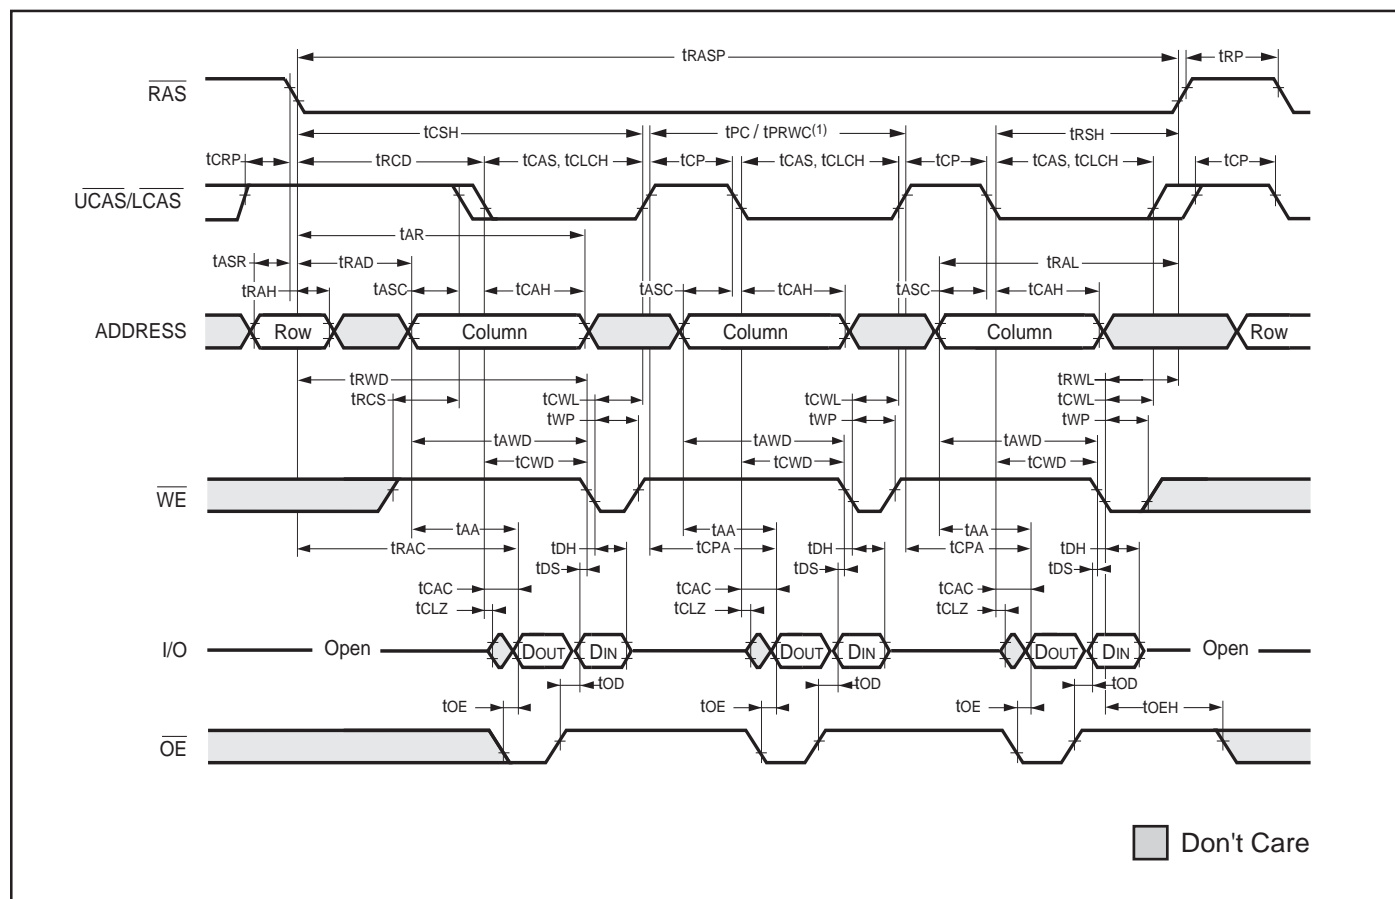 tRASP tRP
RAS
tCSH tPC / tPRWC(1) tRSH
tCRP tRCD tCAS, tCLCH tCP tCAS, tCLCH tCP tCAS, tCLCH tCP
UCAS/LCAS
tAR
tASR tRAD tRAL
tRAH tASC tCAH tASC tCAH tASC tCAH
ADDRESS Row Column Column Column Row
tRWD tRWL
tRCS tCWL tCWL tCWL
tWP tWP tWP
tAWD tAWD tAWD
tCWD tCWD tCWD
WE
tAA tAA tAA
tRAC tDH tCPA tDH tCPA tDH
tDS tDS tDS
tCAC tCAC tCAC
tCLZ tCLZ tCLZ
I/O Open DOUT DIN DOUT DIN DOUT DIN Open
tOD tOD tOD
tOE tOE tOE tOEH
OE
Don't Care